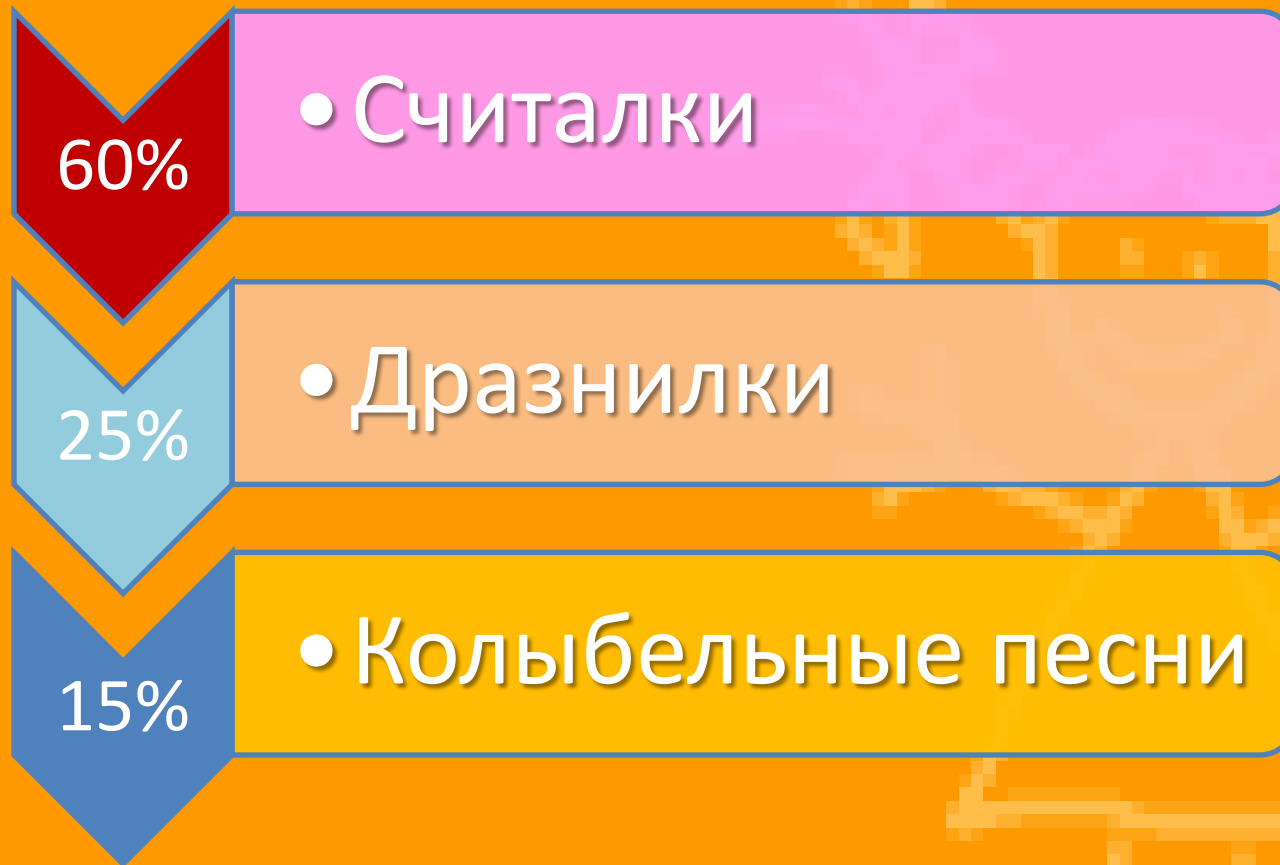 60%
• Считалки
25%
• Дразнилки
15%
• Колыбельные песни